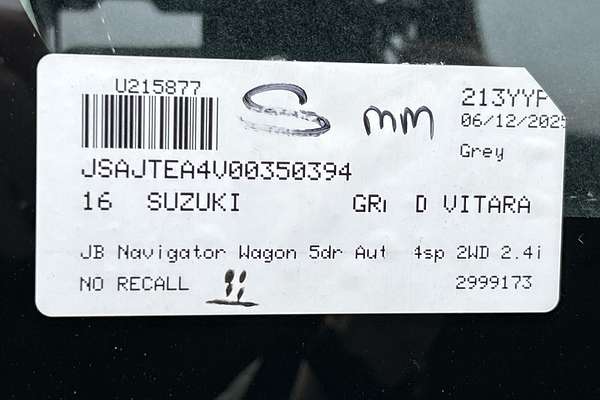 U215877
S mm
213YYP
06/12/2025
Grey
JSAJTEA4V00350394
16 SUZUKI GR D VITARA
JB Navigator Wagon 5dr Aut 4sp 2WD 2.4i
NO RECALL
2999173